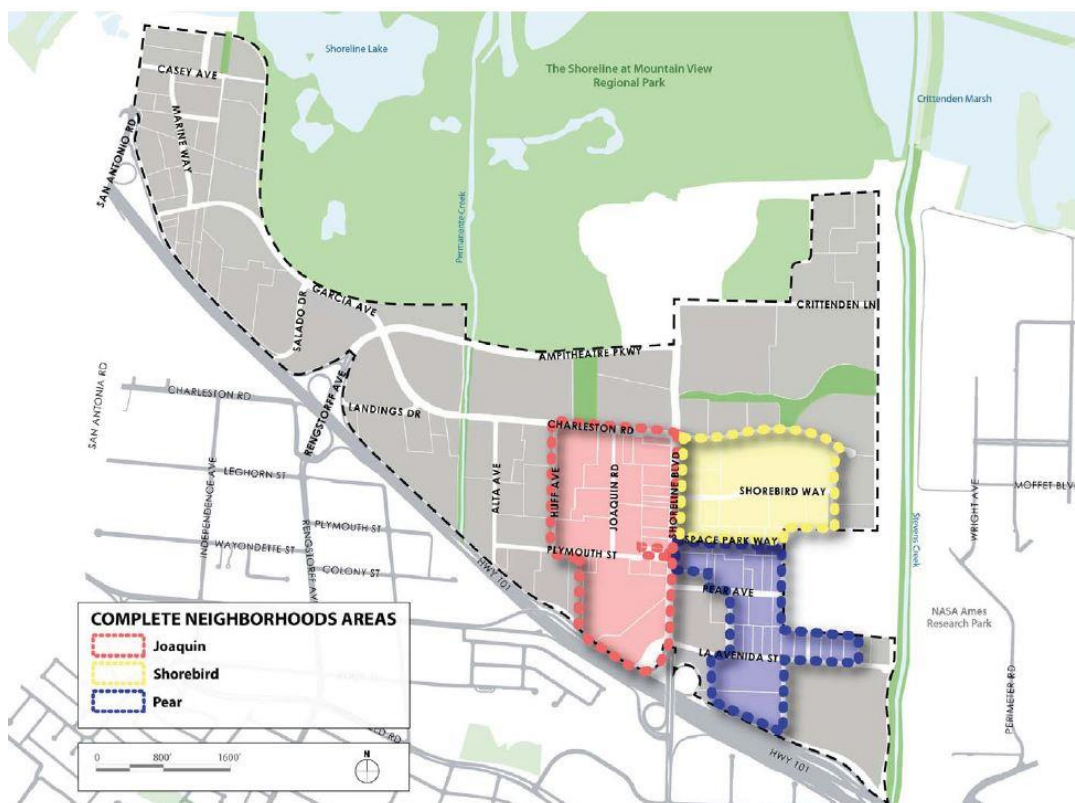 Shoreline Lake
The Shoreline at Mountain View
Regional Park
Crittenden Marsh
CASEY AVE
MARINE WAY
SAN ANTONIO RD
Permanente Creek
GARCIA AVE
SALADO DR
CRITTENDEN LN
AMPITHEATRE PKWY
SAN ANTONIA RD
CHARLESTON RD
RENGSTORFF AVE
LANDINGS DR
CHARLESTON RD
HUFF AVE
ALTA AVE
JOAQUIN RD
SHORELINE BLVD
SHOREBIRD WAY
LEGHORN ST
INDEPENDENCE AVE
PLYMOUTH ST
WAYONDETTE ST
RENGSTORFF AVE
COLONY ST
PLYMOUTH ST
SPACE PARK WAY
PEAR AVE
LA AVENIDA ST
HWY 101
HWY 101
Stevens Creek
WRIGHT AVE
MOFFET BLV
NASA Ames
Research Park
PERIMETER RD
COMPLETE NEIGHBORHOODS AREAS
Joaquin
Shorebird
Pear
0 800' 1600'
N